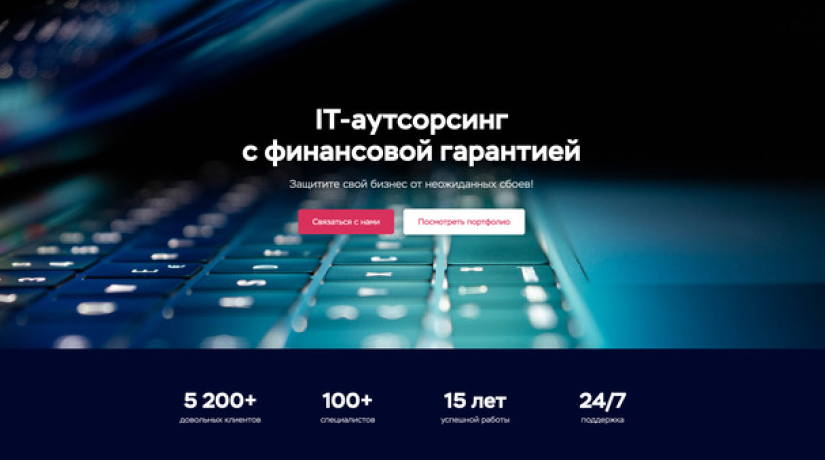 IT-аутсорсинг
с финансовой гарантией
Защитите свой бизнес от неожиданных сбоев!
Связаться с нами
Посмотреть портфолио
5 200+
100+
15 лет
24/7
довольных клиентов
специалистов
успешной работы
поддержка